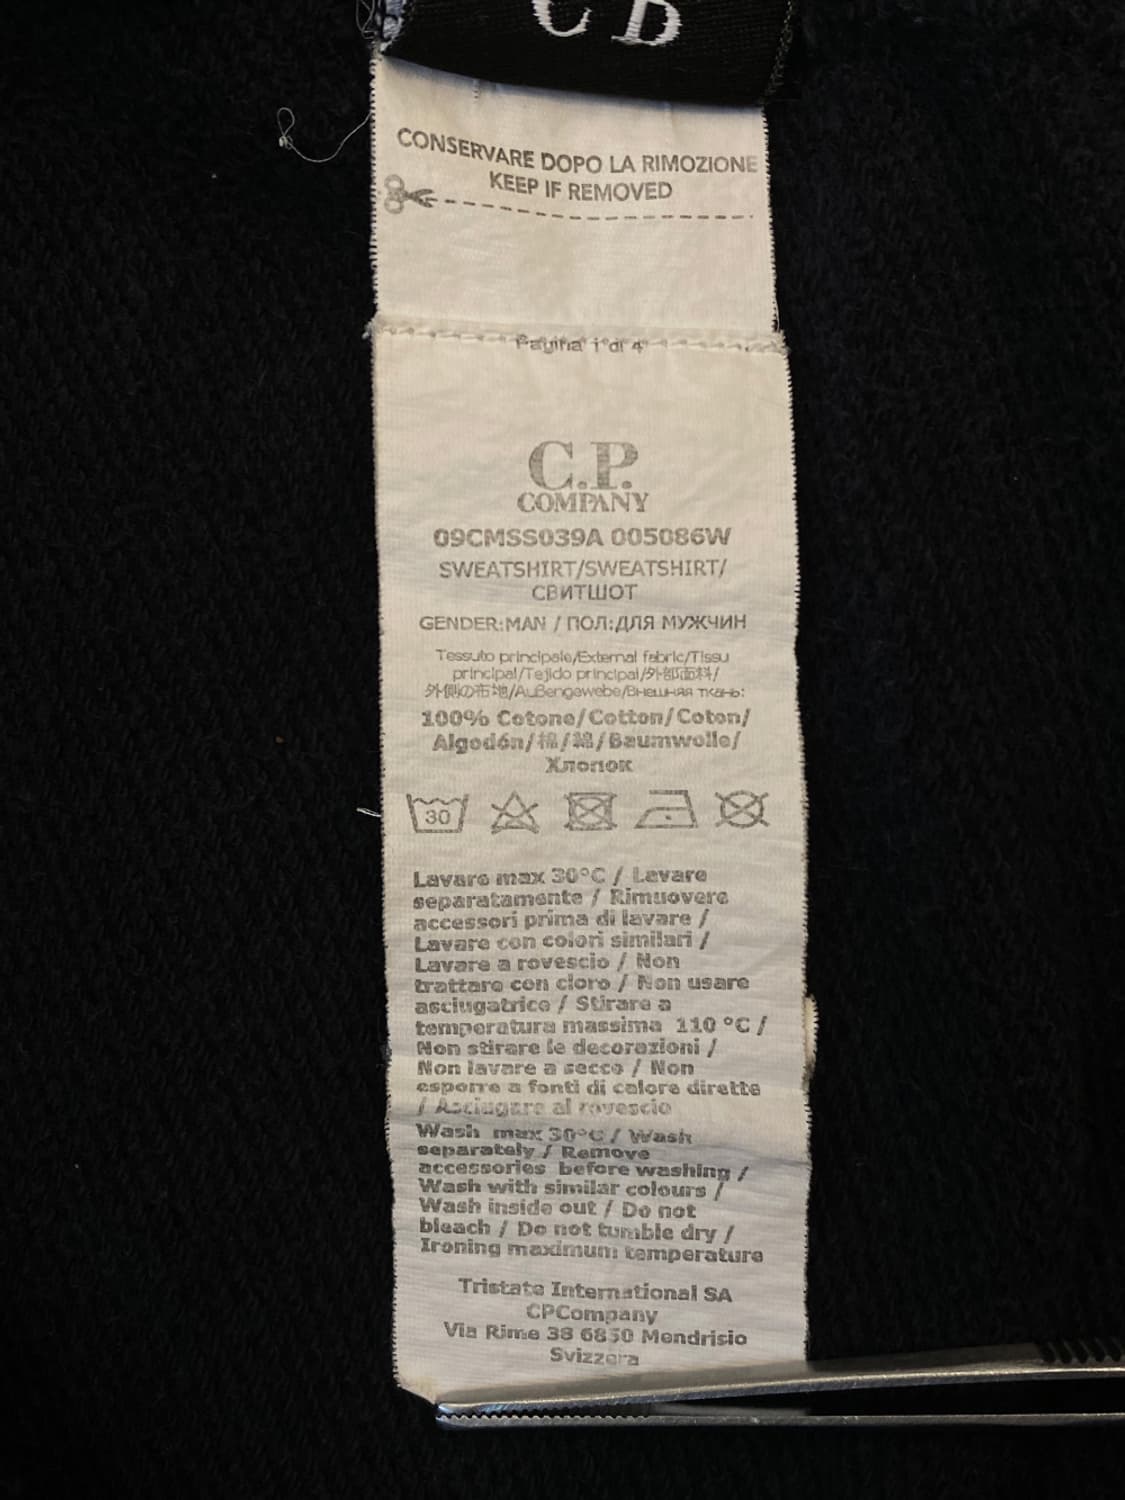 C P
CONSERVARE DOPO LA RIMOZIONE
KEEP IF REMOVED
Pagina 1 di 4
C.P.
COMPANY
09CMSS039A 005086W
SWEATSHIRT/SWEATSHIRT/
СВИТШОТ
GENDER:MAN / ПОЛ:ДЛЯ МУЖЧИН
Tessuto principale/External fabric/Tissu
principal/Tejido principal/外部面料/
外側の布地/Außengewebe/Внешняя ткань:
100% Cotone/Cotton/Coton/
Algodón/棉/綿/Baumwolle/
Хлопок
30
Lavare max 30°C / Lavare
separatamente / Rimuovere
accessori prima di lavare /
Lavare con colori similari /
Lavare a rovescio / Non
trattare con cloro / Non usare
asciugatrice / Stirare a
temperatura massima 110 °C /
Non stirare le decorazioni /
Non lavare a secco / Non
esporre a fonti di calore dirette
/ Asciugare al rovescio
Wash max 30°C / Wash
separately / Remove
accessories before washing /
Wash with similar colours /
Wash inside out / Do not
bleach / Do not tumble dry /
Ironing maximum temperature
Tristate International SA
CPCompany
Via Rime 38 6850 Mendrisio
Svizzera